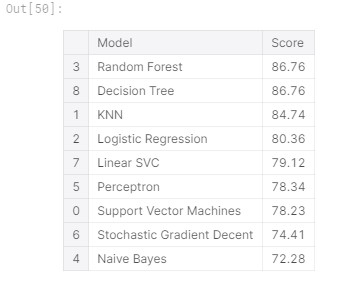 Out[50]:
Model Score
3 Random Forest 86.76
8 Decision Tree 86.76
1 KNN 84.74
2 Logistic Regression 80.36
7 Linear SVC 79.12
5 Perceptron 78.34
0 Support Vector Machines 78.23
6 Stochastic Gradient Decent 74.41
4 Naive Bayes 72.28